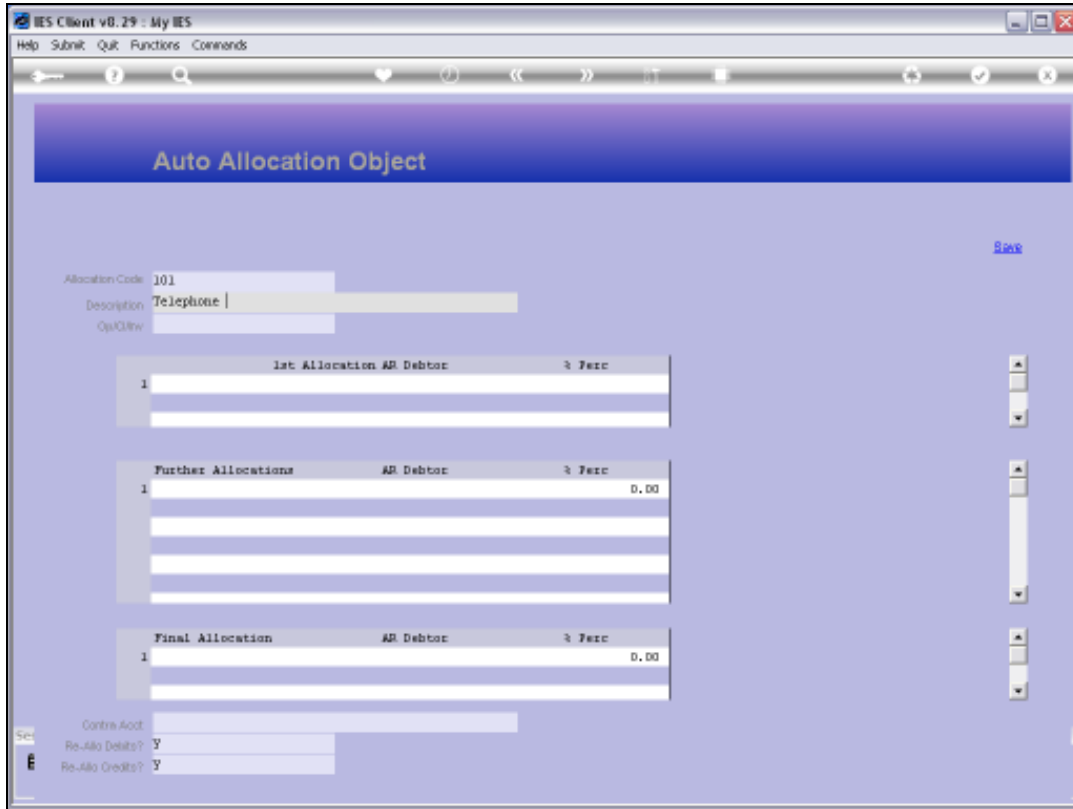 IES Client v8.29 : My IES
Help Submit Quit Functions Commands
Auto Allocation Object
Save
Allocation Code 101
Description Telephone
Op/Cl/Inv
1st Allocation AR Debtor % Perc
1
Further Allocations AR Debtor % Perc
1 0.00
Final Allocation AR Debtor % Perc
1 0.00
Contra Acct
Re-Allo Debits? Y
Re-Allo Credits? Y